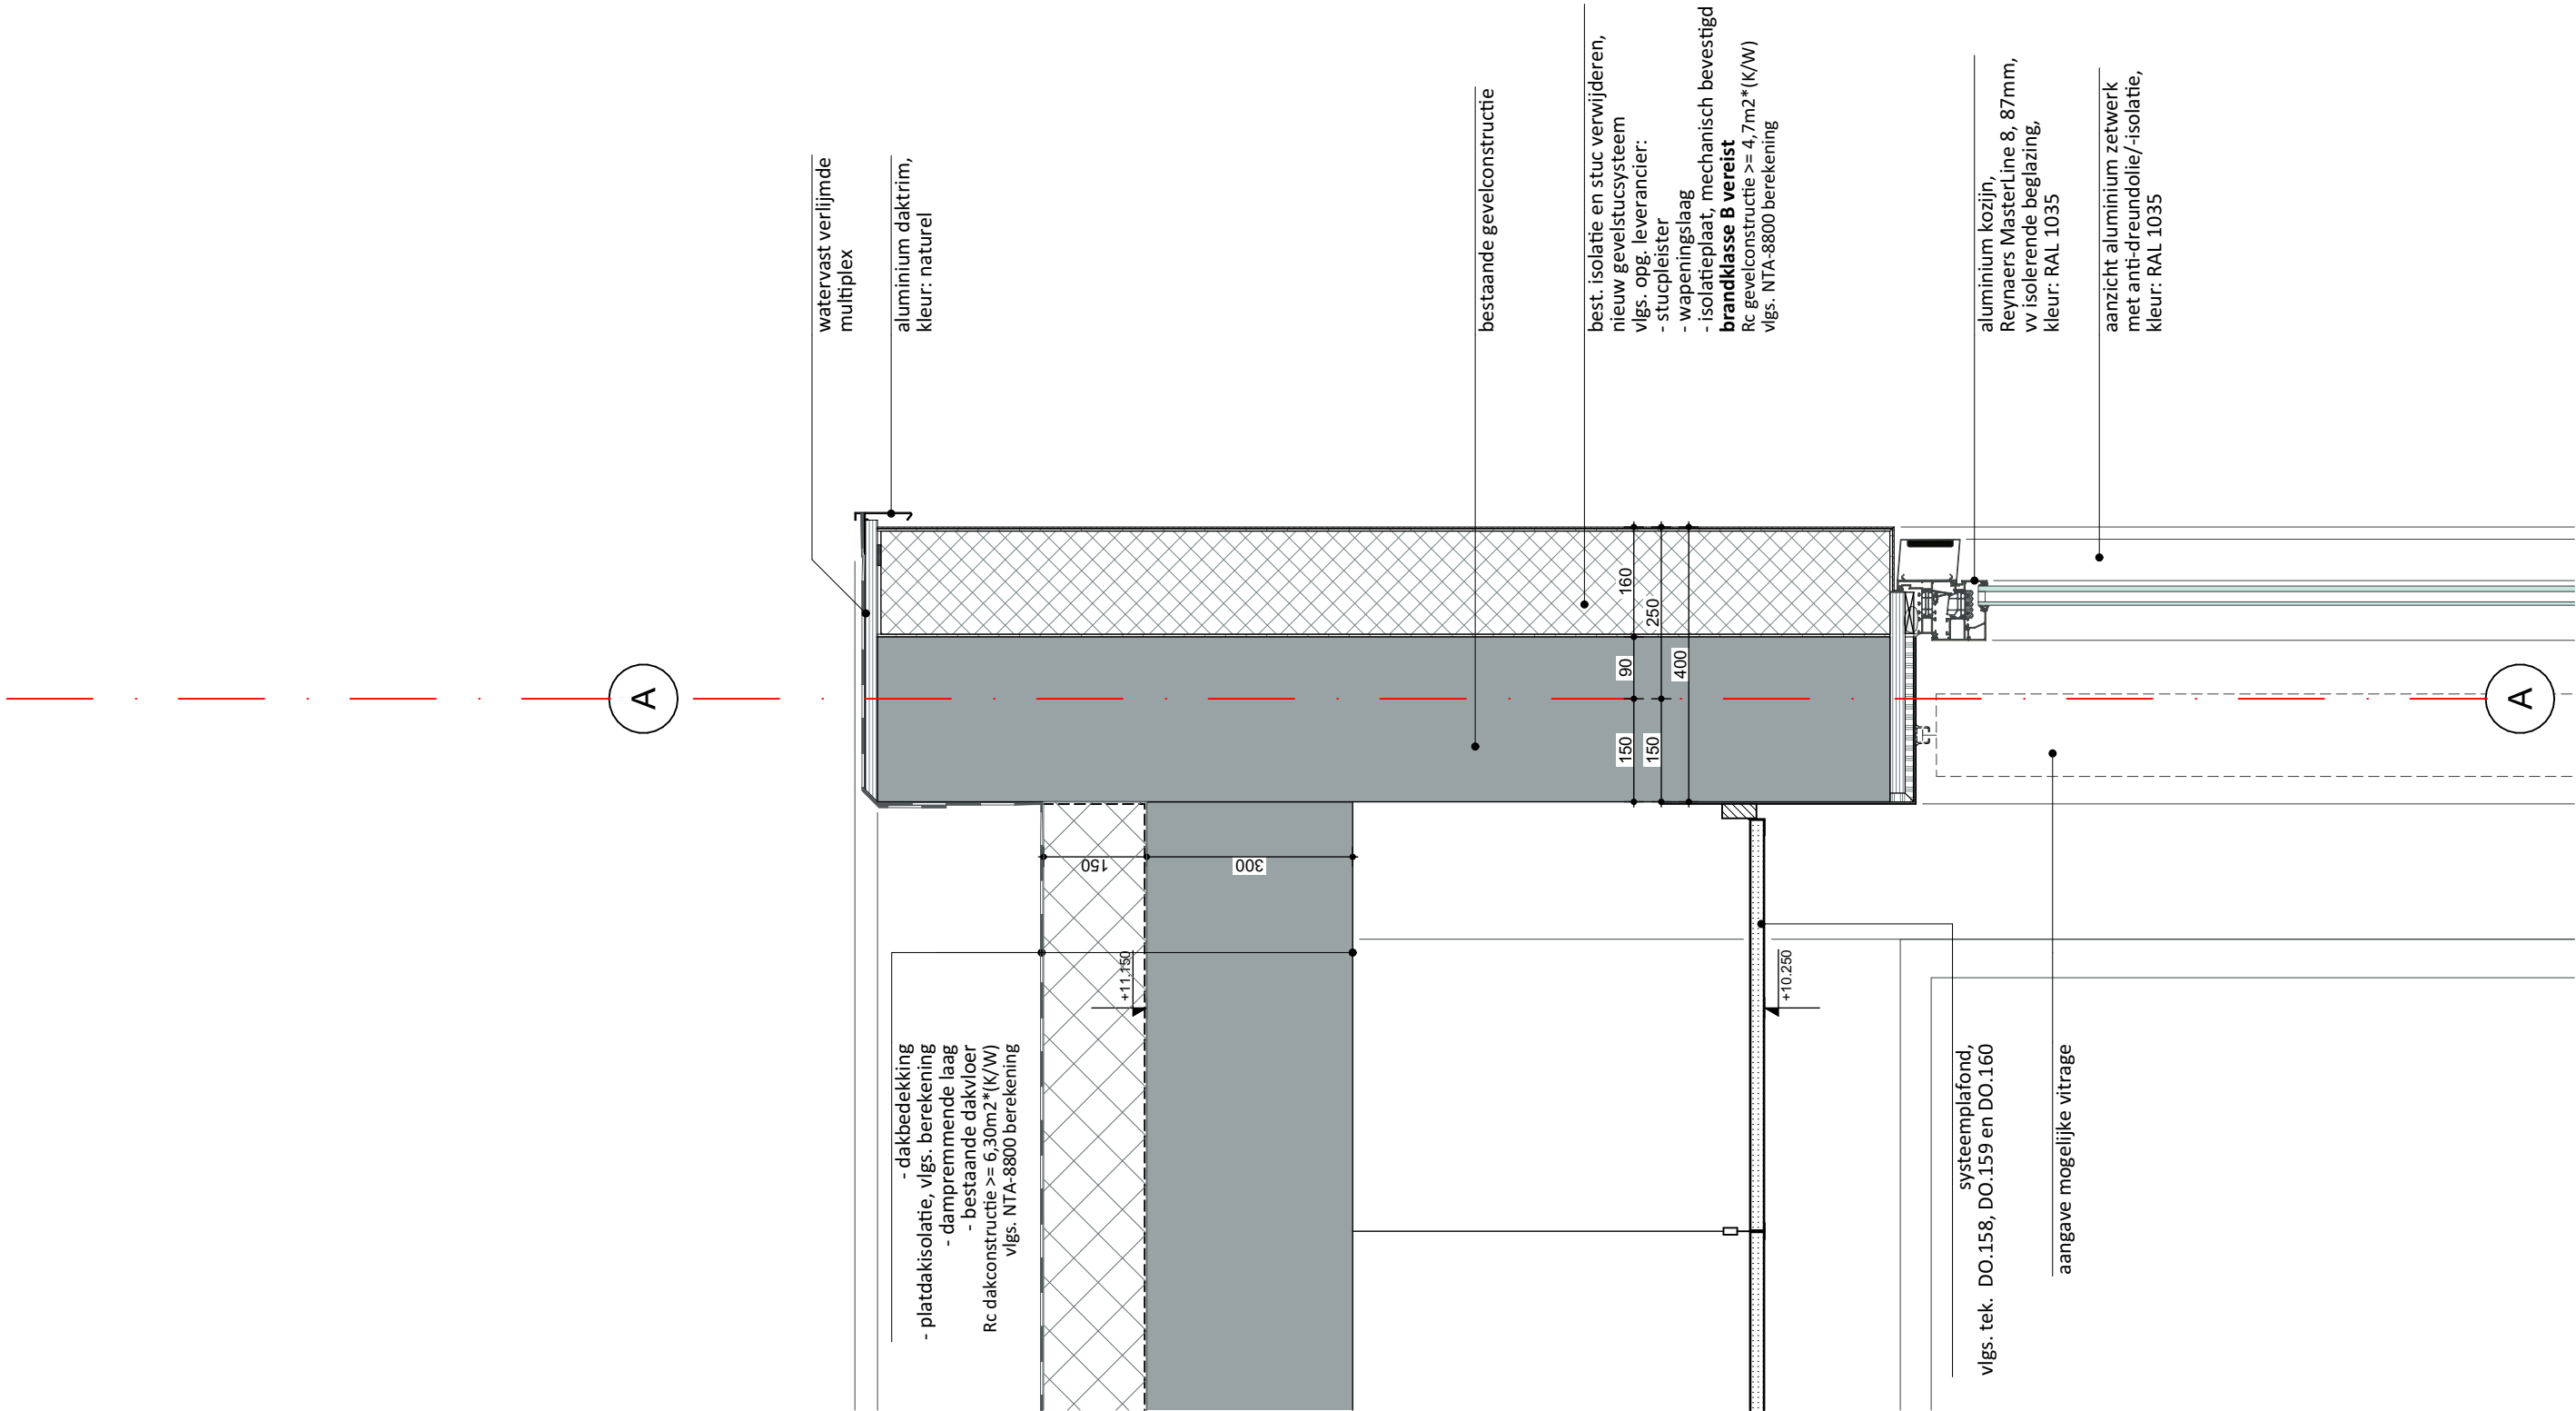 watervast verlijmde
multiplex
aluminium daktrim,
kleur: naturel
bestaande gevelconstructie
best. isolatie en stuc verwijderen,
nieuw gevelstucsysteem
vlgs. opg. leverancier:
- stucpleister
- wapeningslaag
- isolatieplaat, mechanisch bevestigd
brandklasse B vereist
Rc gevelconstructie >= 4,7m2*(K/W)
vlgs. NTA-8800 berekening
aluminium kozijn,
Reynaers MasterLine 8, 87mm,
vv isolerende beglazing,
kleur: RAL 1035
aanzicht aluminium zetwerk
met anti-dreundolie/-isolatie,
kleur: RAL 1035
A
160
250
90
400
150
150
A
150
300
+11.150
+10.250
- dakbedekking
- platdakisolatie, vlgs. berekening
- dampremmende laag
- bestaande dakvloer
Rc dakconstructie >= 6,30m2*(K/W)
vlgs. NTA-8800 berekening
systeemplafond,
vlgs. tek. DO.158, DO.159 en DO.160
aangave mogelijke vitrage